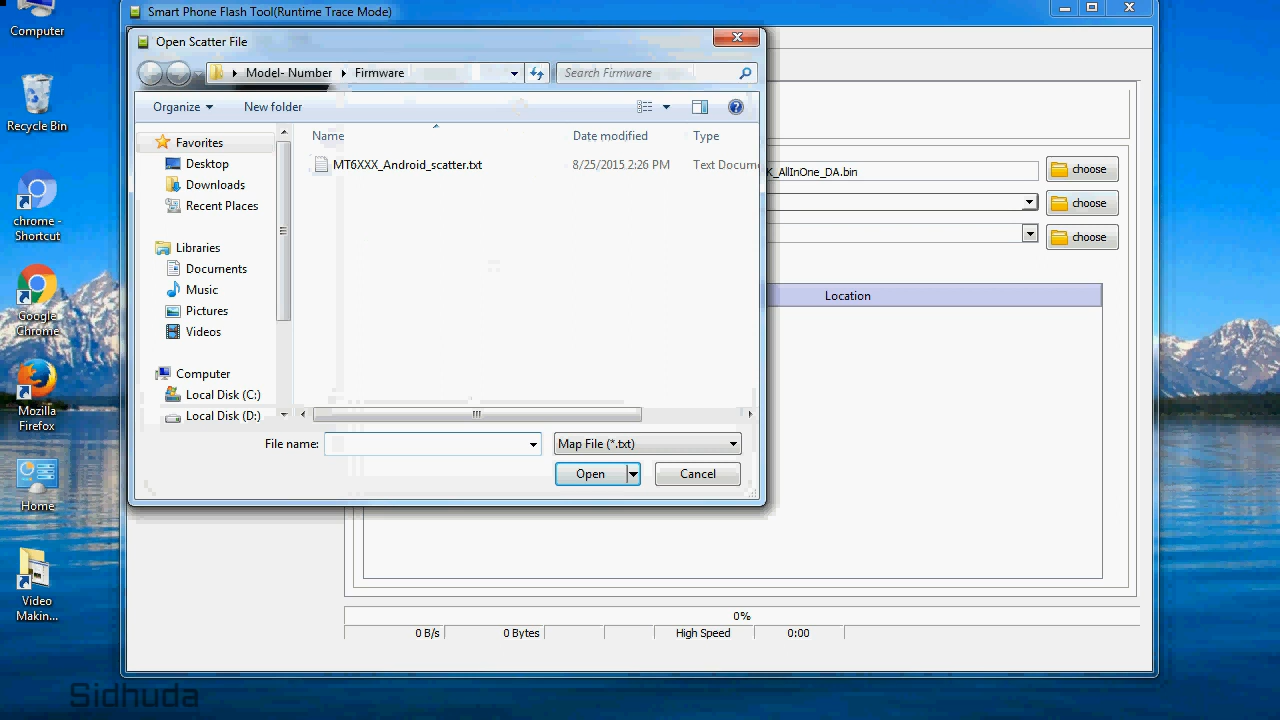 Smart Phone Flash Tool(Runtime Trace Mode)
Computer
Open Scatter File
Model- Number
Firmware
Search Firmware
Organize
New folder
Name
Date modified
Type
MT6XXX_Android_scatter.txt
8/25/2015 2:26 PM
Text Docum
Favorites
Desktop
Downloads
Recent Places
Libraries
Documents
Music
Pictures
Videos
Computer
Local Disk (C:)
Local Disk (D:)
File name:
Map File (*.txt)
Open
Cancel
K_AllInOne_DA.bin
choose
choose
choose
Location
0%
0 B/s
0 Bytes
High Speed
0:00
Recycle Bin
chrome -
Shortcut
Google
Chrome
Mozilla
Firefox
Home
Video
Makin...
Sidhuda